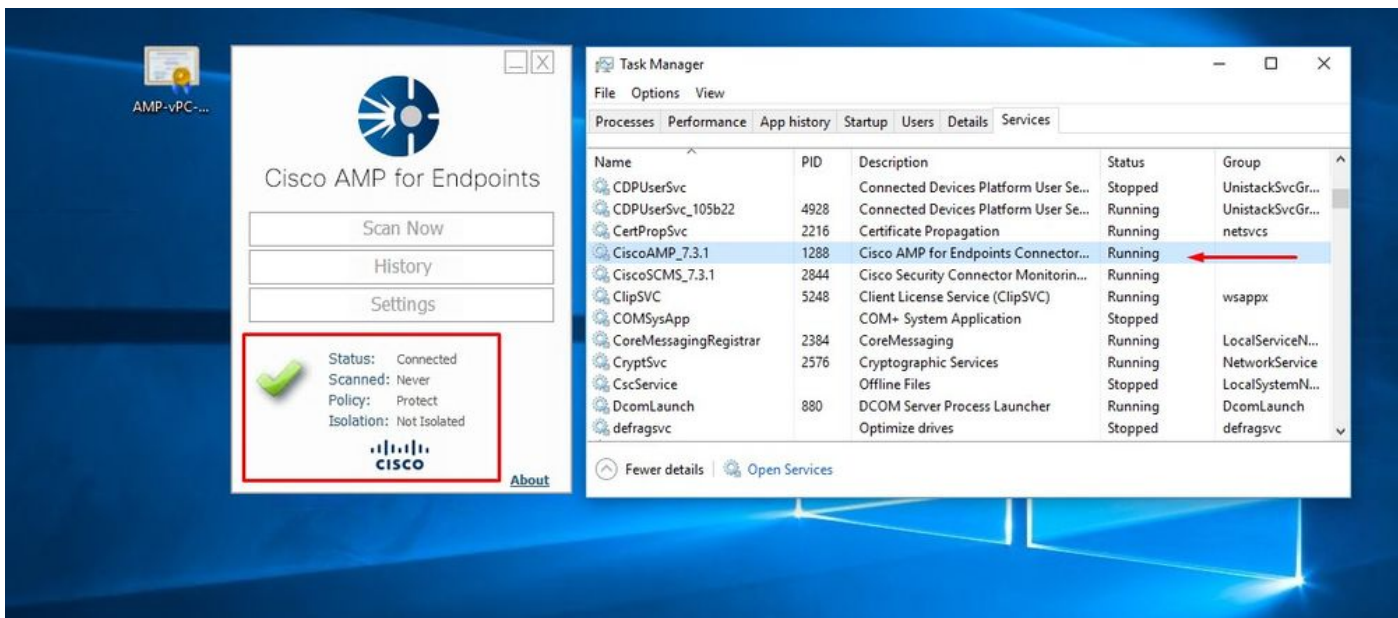 AMP-vPC-...
Cisco AMP for Endpoints
Scan Now
History
Settings
Status: Connected
Scanned: Never
Policy: Protect
Isolation: Not Isolated
CISCO
About
Task Manager
File Options View
Processes Performance App history Startup Users Details Services
Name PID Description Status Group
CDPUserSvc Connected Devices Platform User Se... Stopped UnistackSvcGr...
CDPUserSvc_105b22 4928 Connected Devices Platform User Se... Running UnistackSvcGr...
CertPropSvc 2216 Certificate Propagation Running netsvcs
CiscoAMP_7.3.1 1288 Cisco AMP for Endpoints Connector... Running
CiscoSCMS_7.3.1 2844 Cisco Security Connector Monitorin... Running
ClipSVC 5248 Client License Service (ClipSVC) Running wsappx
COMSysApp COM+ System Application Stopped
CoreMessagingRegistrar 2384 CoreMessaging Running LocalServiceN...
CryptSvc 2576 Cryptographic Services Running NetworkService
CscService Offline Files Stopped LocalSystemN...
DcomLaunch 880 DCOM Server Process Launcher Running DcomLaunch
defragsvc Optimize drives Stopped defragsvc
Fewer details Open Services